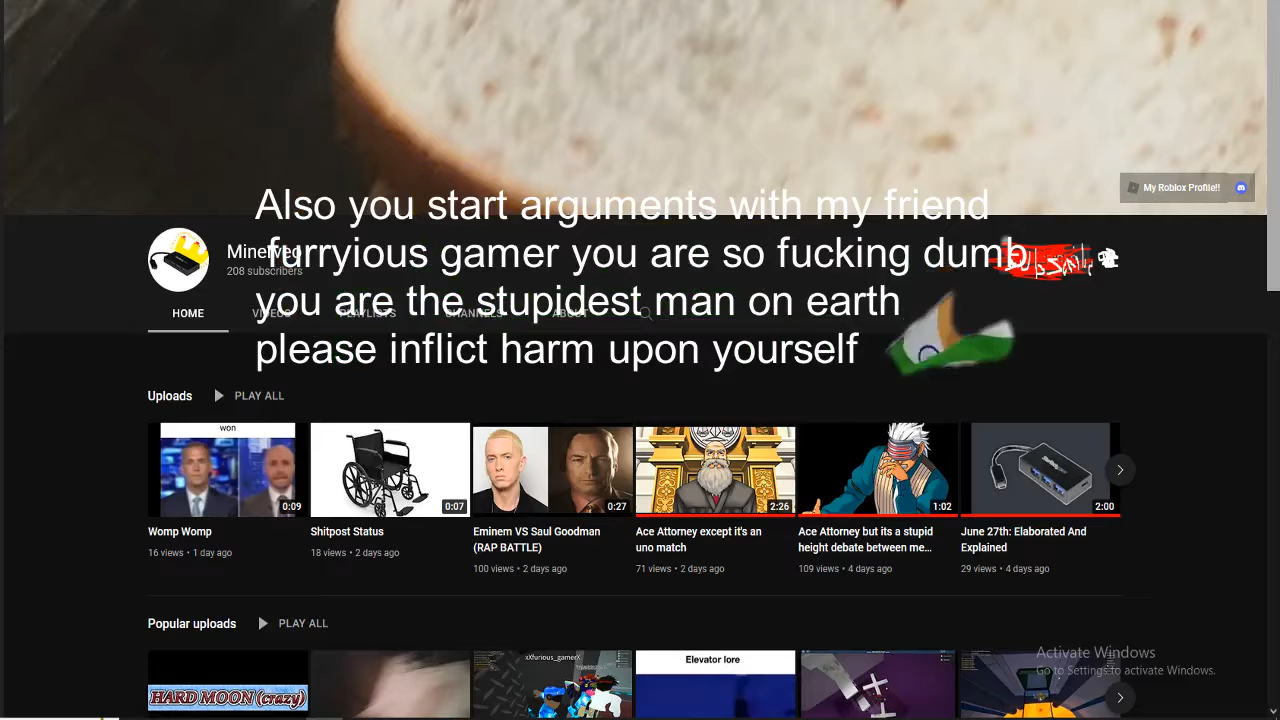 My Roblox Profile!!
Also you start arguments with my friend
furryious gamer you are so fucking dumb
you are the stupidest man on earth
please inflict harm upon yourself
Minerveo
208 subscribers
HOME
VIDEOS
PLAYLISTS
CHANNELS
ABOUT
Uploads
PLAY ALL
won
0:09
0:07
0:27
2:26
1:02
2:00
Womp Womp
16 views • 1 day ago
Shitpost Status
18 views • 2 days ago
Eminem VS Saul Goodman
(RAP BATTLE)
100 views • 2 days ago
Ace Attorney except it's an
uno match
71 views • 2 days ago
Ace Attorney but its a stupid
height debate between me...
109 views • 4 days ago
June 27th: Elaborated And
Explained
29 views • 4 days ago
Popular uploads
PLAY ALL
HARD MOON (crazy)
xXfurious_gamerX
Elevator lore
Activate Windows
Go to Settings to activate Windows.